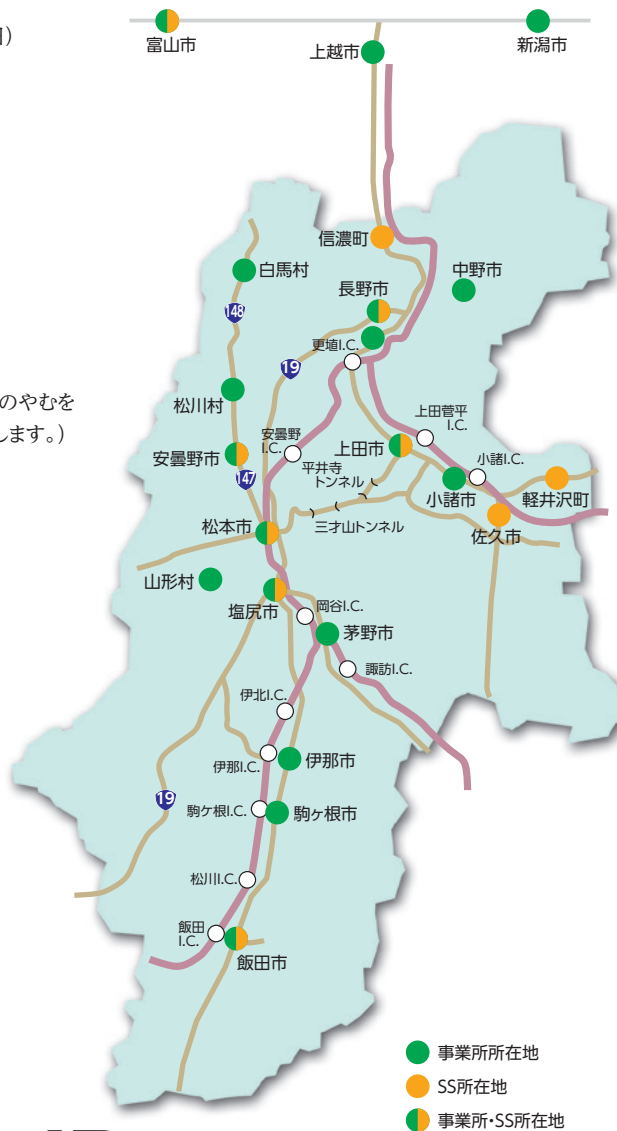 富山市
上越市
新潟市
信濃町
白馬村
中野市
長野市
148
更埴I.C.
19
のやむを
します。)
松川村
上田菅平
I.C.
安曇野
I.C.
上田市
安曇野市
平井寺
トンネル
小諸I.C.
147
小諸市
軽井沢町
松本市
三才山トンネル
佐久市
山形村
塩尻市
岡谷I.C.
茅野市
諏訪I.C.
伊北I.C.
伊那I.C.
伊那市
19
駒ケ根I.C.
駒ヶ根市
松川I.C.
飯田
I.C.
飯田市
事業所所在地
SS所在地
事業所・SS所在地